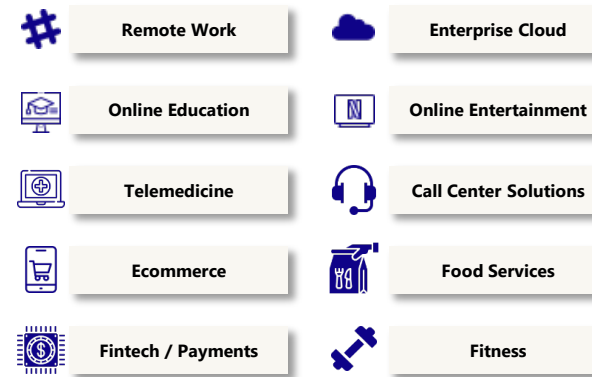 Remote Work
Enterprise Cloud
Online Education
Online Entertainment
Telemedicine
Call Center Solutions
Ecommerce
Food Services
Fintech / Payments
Fitness